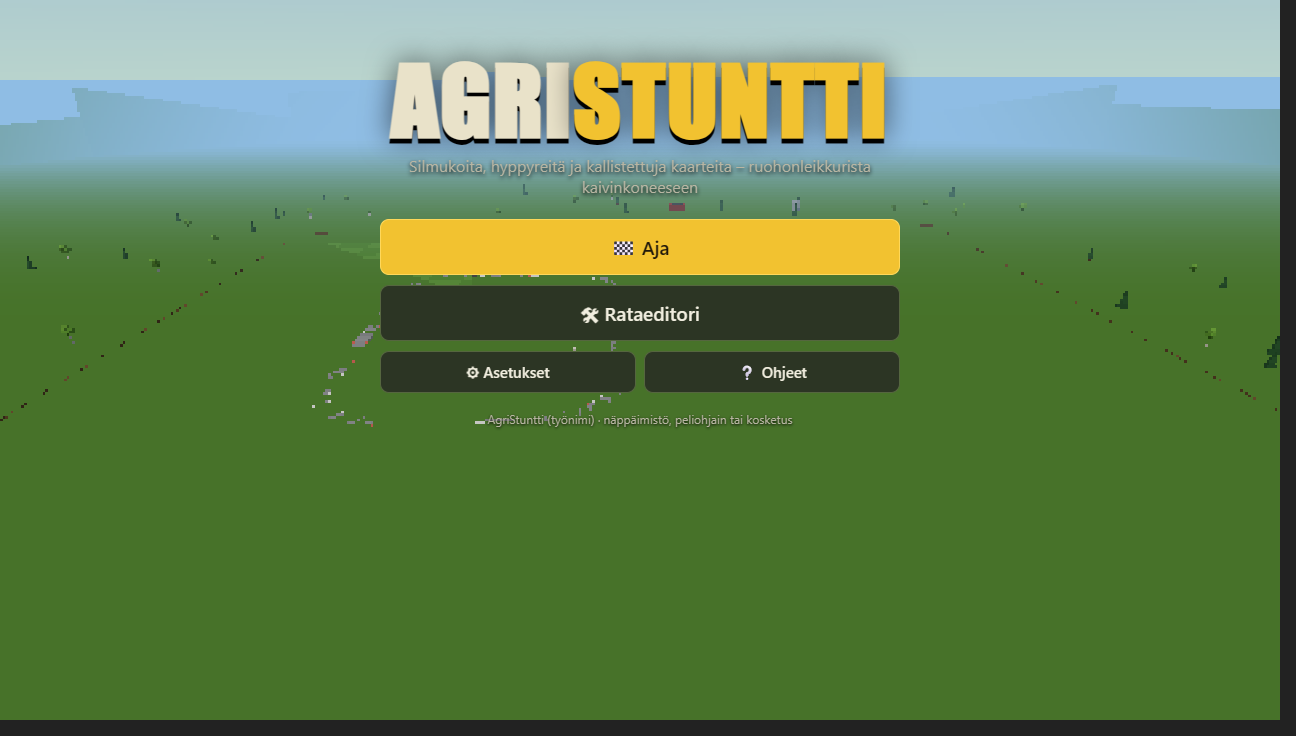 AGRISTUNTTI
Silmukoita, hyppyreitä ja kallistettuja kaarteita – ruohonleikkurista
kaivinkoneeseen
Aja
Rataeditori
Asetukset
Ohjeet
AgriStuntti (työnimi) · näppäimistö, peliohjain tai kosketus